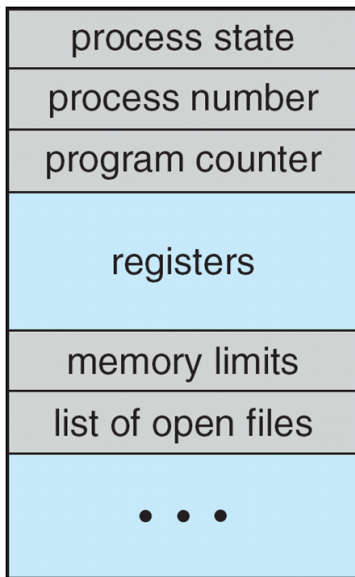 process state
process number
program counter
registers
memory limits
list of open files
• • •